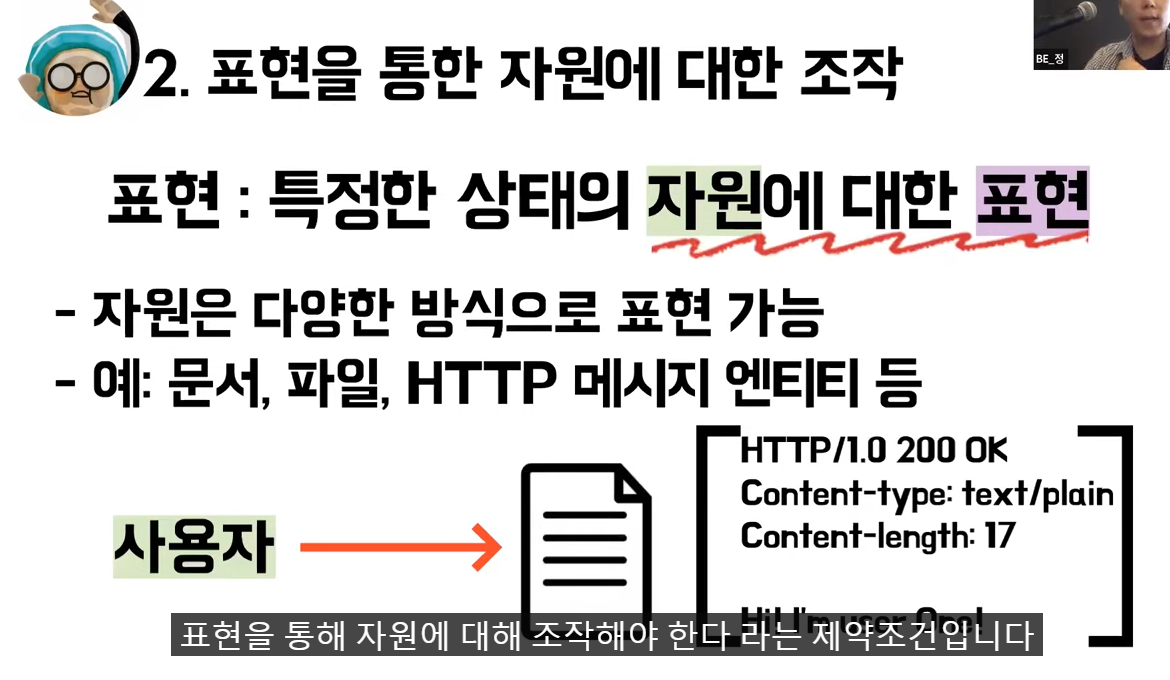 BE_정
2. 표현을 통한 자원에 대한 조작
표현 : 특정한 상태의 자원에 대한 표현
- 자원은 다양한 방식으로 표현 가능
- 예: 문서, 파일, HTTP 메시지 엔티티 등
HTTP/1.0 200 OK
Content-type: text/plain
Content-length: 17
사용자
Hi! I'm user One!
표현을 통해 자원에 대해 조작해야 한다 라는 제약조건입니다